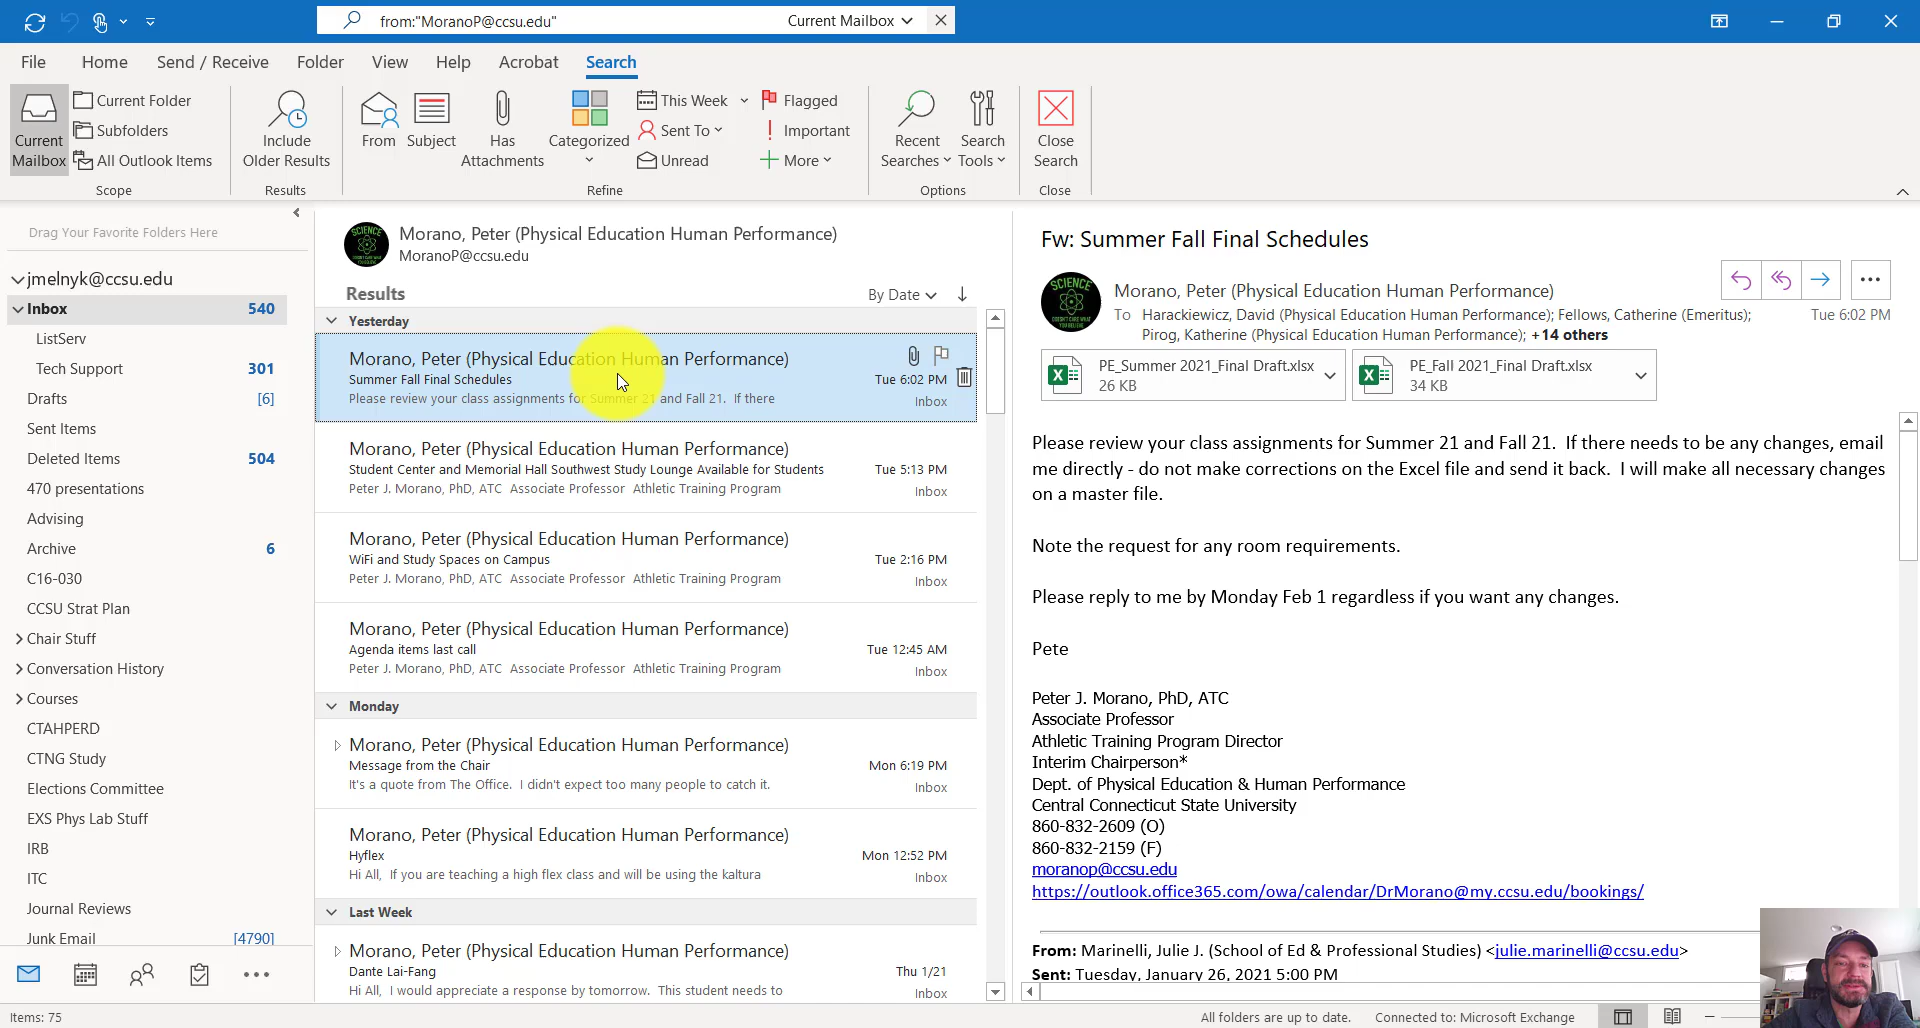 from:"MoranoP@ccsu.edu"
Current Mailbox
File
Home
Send / Receive
Folder
View
Help
Acrobat
Search
Current Mailbox
Current Folder
Subfolders
All Outlook Items
Scope
Include Older Results
Results
From
Subject
Has Attachments
Categorized
This Week
Sent To
Unread
Flagged
Important
More
Refine
Recent Searches
Search Tools
Options
Close Search
Close
Drag Your Favorite Folders Here
jmelnyk@ccsu.edu
Inbox 540
ListServ
Tech Support 301
Drafts [6]
Sent Items
Deleted Items 504
470 presentations
Advising
Archive 6
C16-030
CCSU Strat Plan
Chair Stuff
Conversation History
Courses
CTAHPERD
CTNG Study
Elections Committee
EXS Phys Lab Stuff
IRB
ITC
Journal Reviews
Junk Email [4790]
Items: 75
SCIENCE
Morano, Peter (Physical Education Human Performance)
MoranoP@ccsu.edu
Results
By Date
Yesterday
Morano, Peter (Physical Education Human Performance)
Summer Fall Final Schedules Tue 6:02 PM
Please review your class assignments for Summer 21 and Fall 21. If there Inbox
Morano, Peter (Physical Education Human Performance)
Student Center and Memorial Hall Southwest Study Lounge Available for Students Tue 5:13 PM
Peter J. Morano, PhD, ATC Associate Professor Athletic Training Program Inbox
Morano, Peter (Physical Education Human Performance)
WiFi and Study Spaces on Campus Tue 2:16 PM
Peter J. Morano, PhD, ATC Associate Professor Athletic Training Program Inbox
Morano, Peter (Physical Education Human Performance)
Agenda items last call Tue 12:45 AM
Peter J. Morano, PhD, ATC Associate Professor Athletic Training Program Inbox
Monday
Morano, Peter (Physical Education Human Performance)
Message from the Chair Mon 6:19 PM
It's a quote from The Office. I didn't expect too many people to catch it. Inbox
Morano, Peter (Physical Education Human Performance)
Hyflex Mon 12:52 PM
Hi All, If you are teaching a high flex class and will be using the kaltura Inbox
Last Week
Morano, Peter (Physical Education Human Performance)
Dante Lai-Fang Thu 1/21
Hi All, I would appreciate a response by tomorrow. This student needs to Inbox
Fw: Summer Fall Final Schedules
SCIENCE
DOESN'T CARE WHAT
YOU BELIEVE
Morano, Peter (Physical Education Human Performance)
To Harackiewicz, David (Physical Education Human Performance); Fellows, Catherine (Emeritus); Tue 6:02 PM
Pirog, Katherine (Physical Education Human Performance); +14 others
PE_Summer 2021_Final Draft.xlsx
26 KB
PE_Fall 2021_Final Draft.xlsx
34 KB
Please review your class assignments for Summer 21 and Fall 21. If there needs to be any changes, email
me directly - do not make corrections on the Excel file and send it back. I will make all necessary changes
on a master file.
Note the request for any room requirements.
Please reply to me by Monday Feb 1 regardless if you want any changes.
Pete
Peter J. Morano, PhD, ATC
Associate Professor
Athletic Training Program Director
Interim Chairperson*
Dept. of Physical Education & Human Performance
Central Connecticut State University
860-832-2609 (O)
860-832-2159 (F)
moranop@ccsu.edu
https://outlook.office365.com/owa/calendar/DrMorano@my.ccsu.edu/bookings/
From: Marinelli, Julie J. (School of Ed & Professional Studies) <julie.marinelli@ccsu.edu>
Sent: Tuesday, January 26, 2021 5:00 PM
All folders are up to date. Connected to: Microsoft Exchange